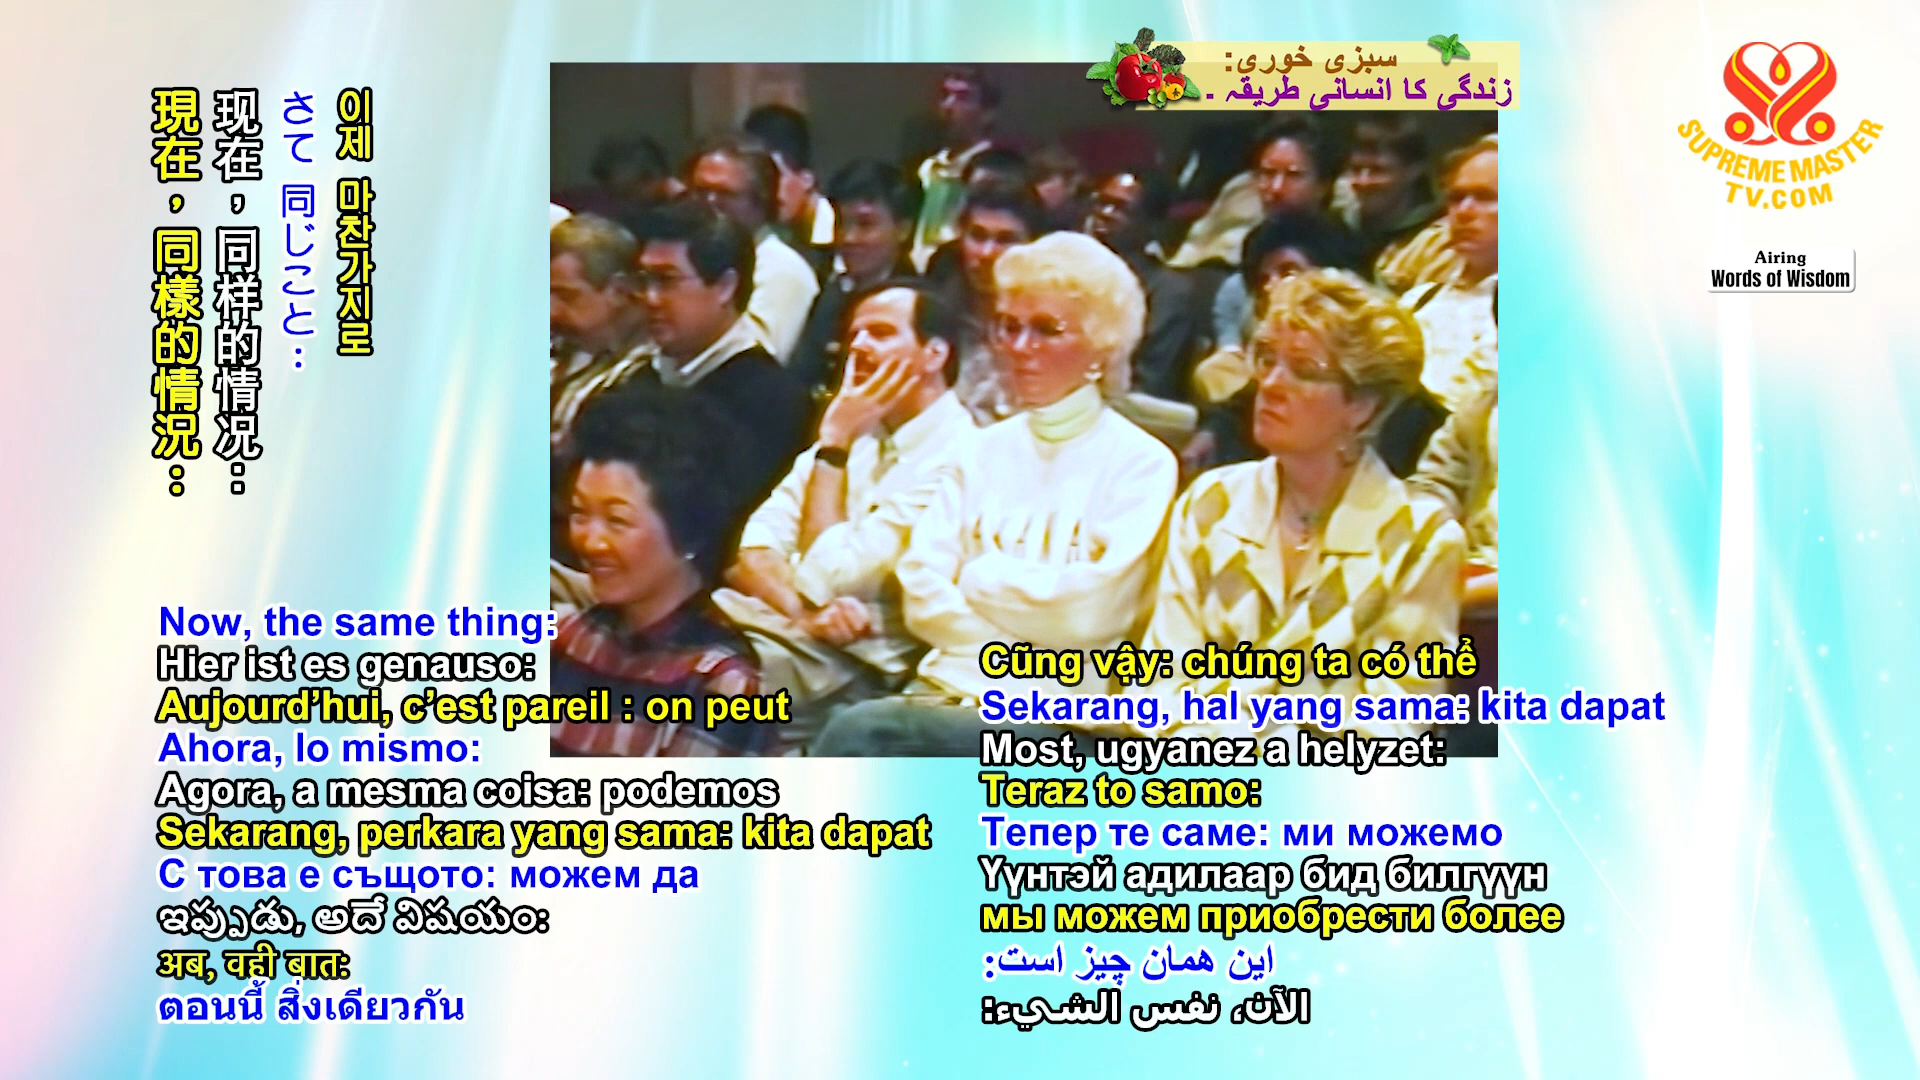 سبزی خوری:
زندگی کا انسانی طریقہ ۔
SUPREME MASTER
TV.COM
Airing
Words of Wisdom
이제 마찬가지로
さて 同じこと：
现在，同样的情况：
現在，同樣的情況：
Now, the same thing:
Hier ist es genauso:
Aujourd’hui, c’est pareil : on peut
Ahora, lo mismo:
Agora, a mesma coisa: podemos
Sekarang, perkara yang sama: kita dapat
С това е същото: можем да
ఇప్పుడు, అదే విషయం:
अब, वही बात:
ตอนนี้ สิ่งเดียวกัน
Cũng vậy: chúng ta có thể
Sekarang, hal yang sama: kita dapat
Most, ugyanez a helyzet:
Teraz to samo:
Тепер те саме: ми можемо
Үүнтэй адилаар бид билгүүн
мы можем приобрести более
این همان چیز است:
الآن، نفس الشيء: